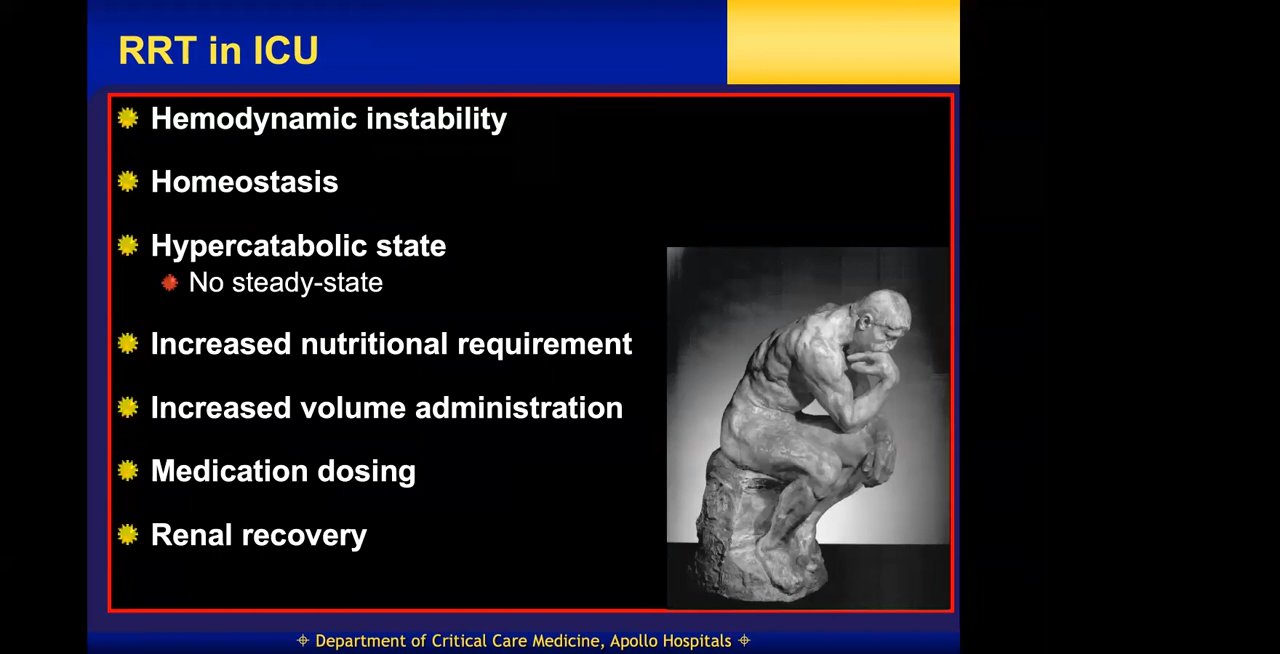 RRT in ICU
Hemodynamic instability
Homeostasis
Hypercatabolic state
No steady-state
Increased nutritional requirement
Increased volume administration
Medication dosing
Renal recovery
Department of Critical Care Medicine, Apollo Hospitals